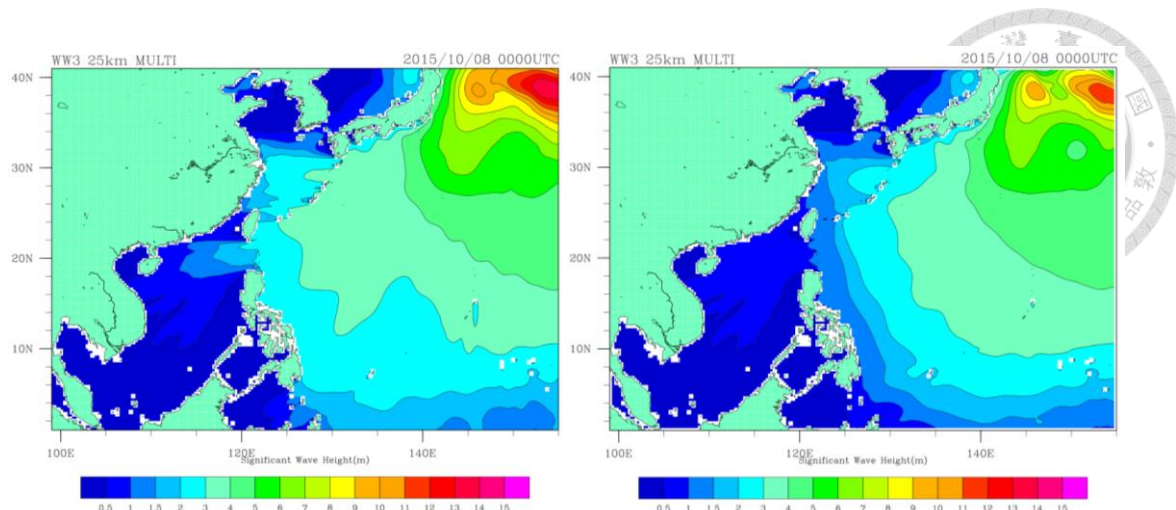 WW3 25km MULTI 2015/10/08 0000UTC
40N
30N
20N
10N
100E 120E 140E
Significant Wave Height(m)
0.5 1 1.5 2 3 4 5 6 7 8 9 10 11 12 13 14 15
WW3 25km MULTI 2015/10/08 0000UTC
40N
30N
20N
10N
100E 120E 140E
Significant Wave Height(m)
0.5 1 1.5 2 3 4 5 6 7 8 9 10 11 12 13 14 15